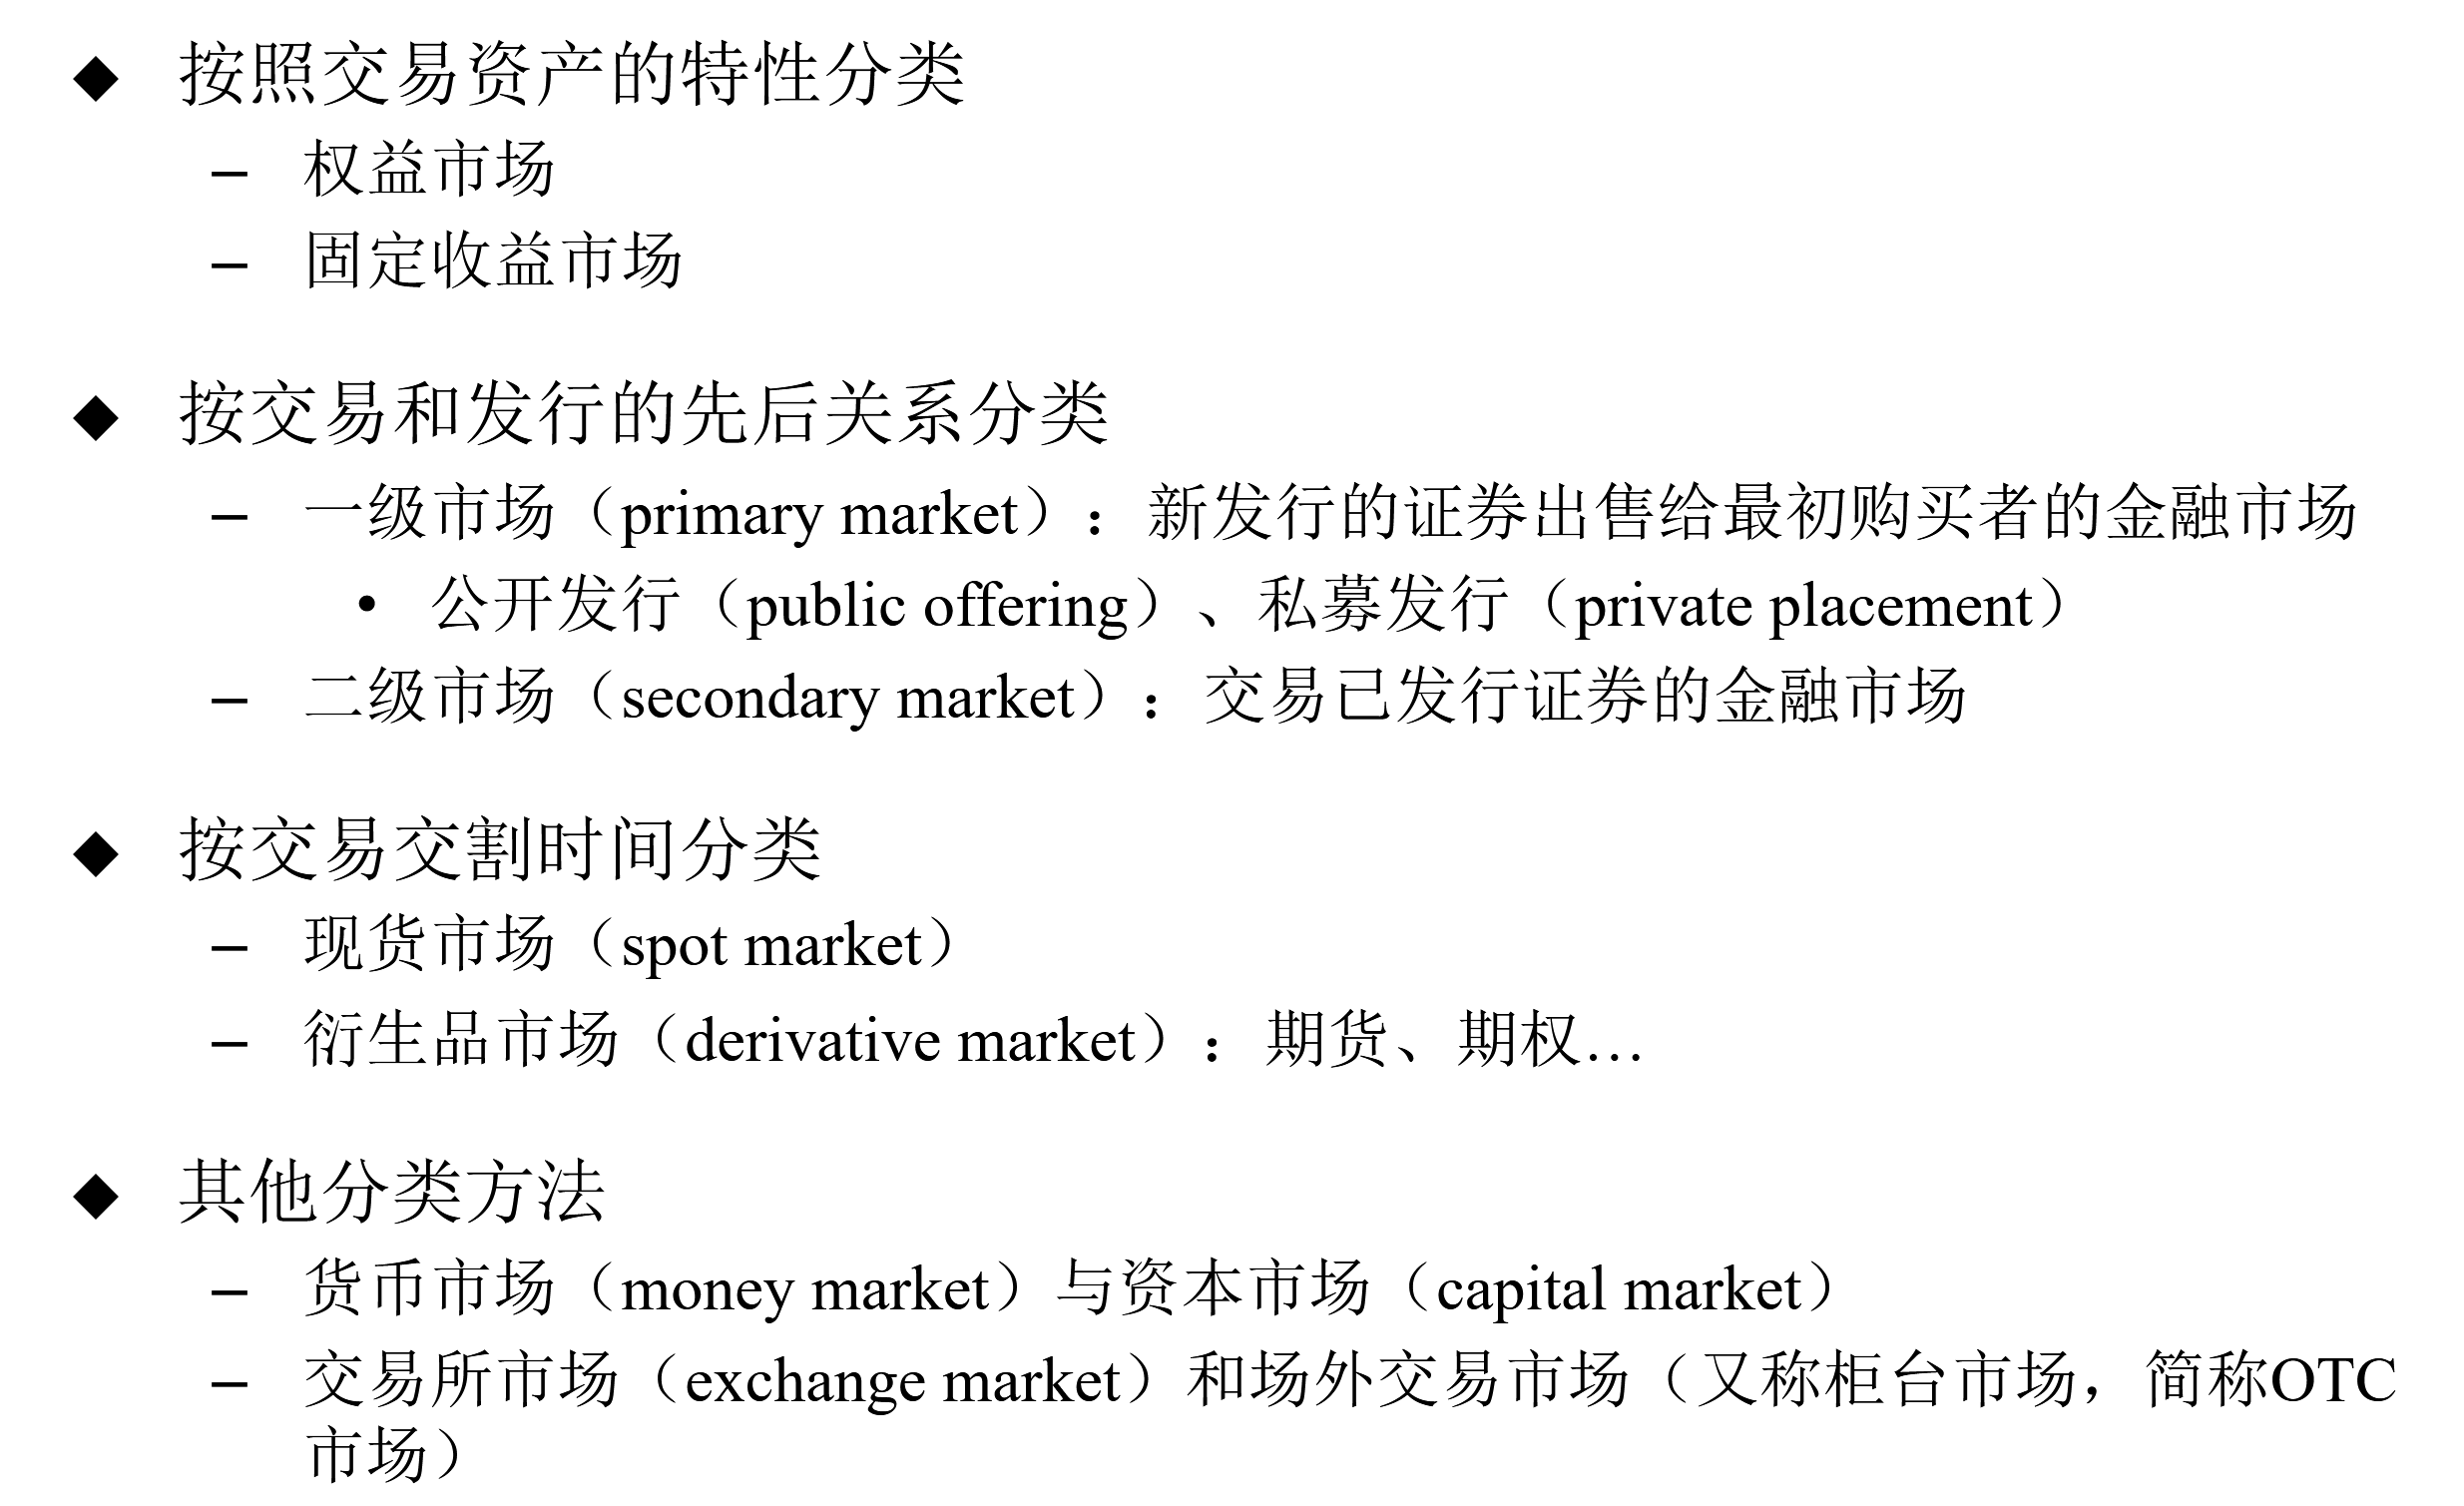 ◆ 按照交易资产的特性分类
– 权益市场
– 固定收益市场
◆ 按交易和发行的先后关系分类
– 一级市场（primary market）：新发行的证券出售给最初购买者的金融市场
• 公开发行（public offering）、私募发行（private placement）
– 二级市场（secondary market）：交易已发行证券的金融市场
◆ 按交易交割时间分类
– 现货市场（spot market）
– 衍生品市场（derivative market）：期货、期权…
◆ 其他分类方法
– 货币市场（money market）与资本市场（capital market）
– 交易所市场（exchange market）和场外交易市场（又称柜台市场，简称OTC
市场）